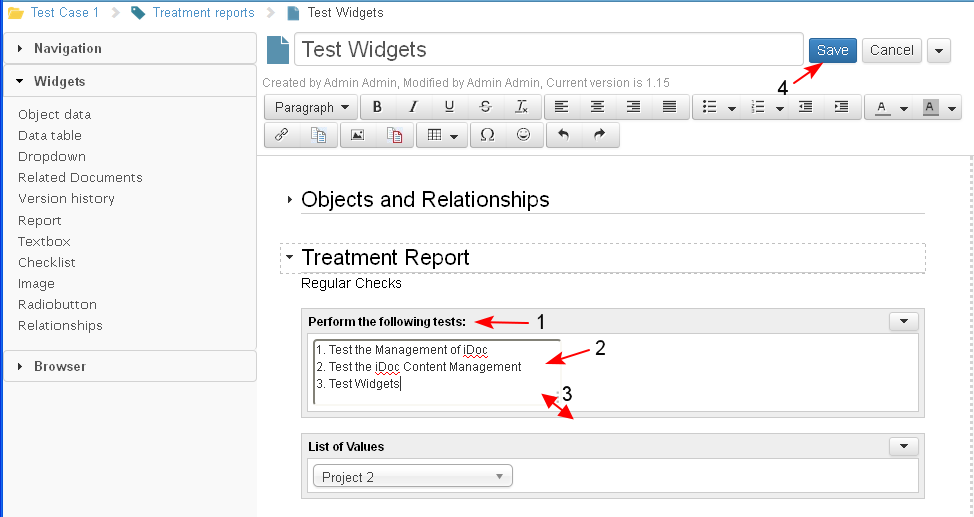 Test Case 1 Treatment reports Test Widgets
Navigation
Widgets
Object data
Data table
Dropdown
Related Documents
Version history
Report
Textbox
Checklist
Image
Radiobutton
Relationships
Browser
Test Widgets
Save Cancel
4
Created by Admin Admin, Modified by Admin Admin, Current version is 1.15
Paragraph B I U S Tx A A
Ω
Objects and Relationships
Treatment Report
Regular Checks
Perform the following tests: 1
1. Test the Management of iDoc
2
2. Test the iDoc Content Management
3. Test Widgets
3
List of Values
Project 2